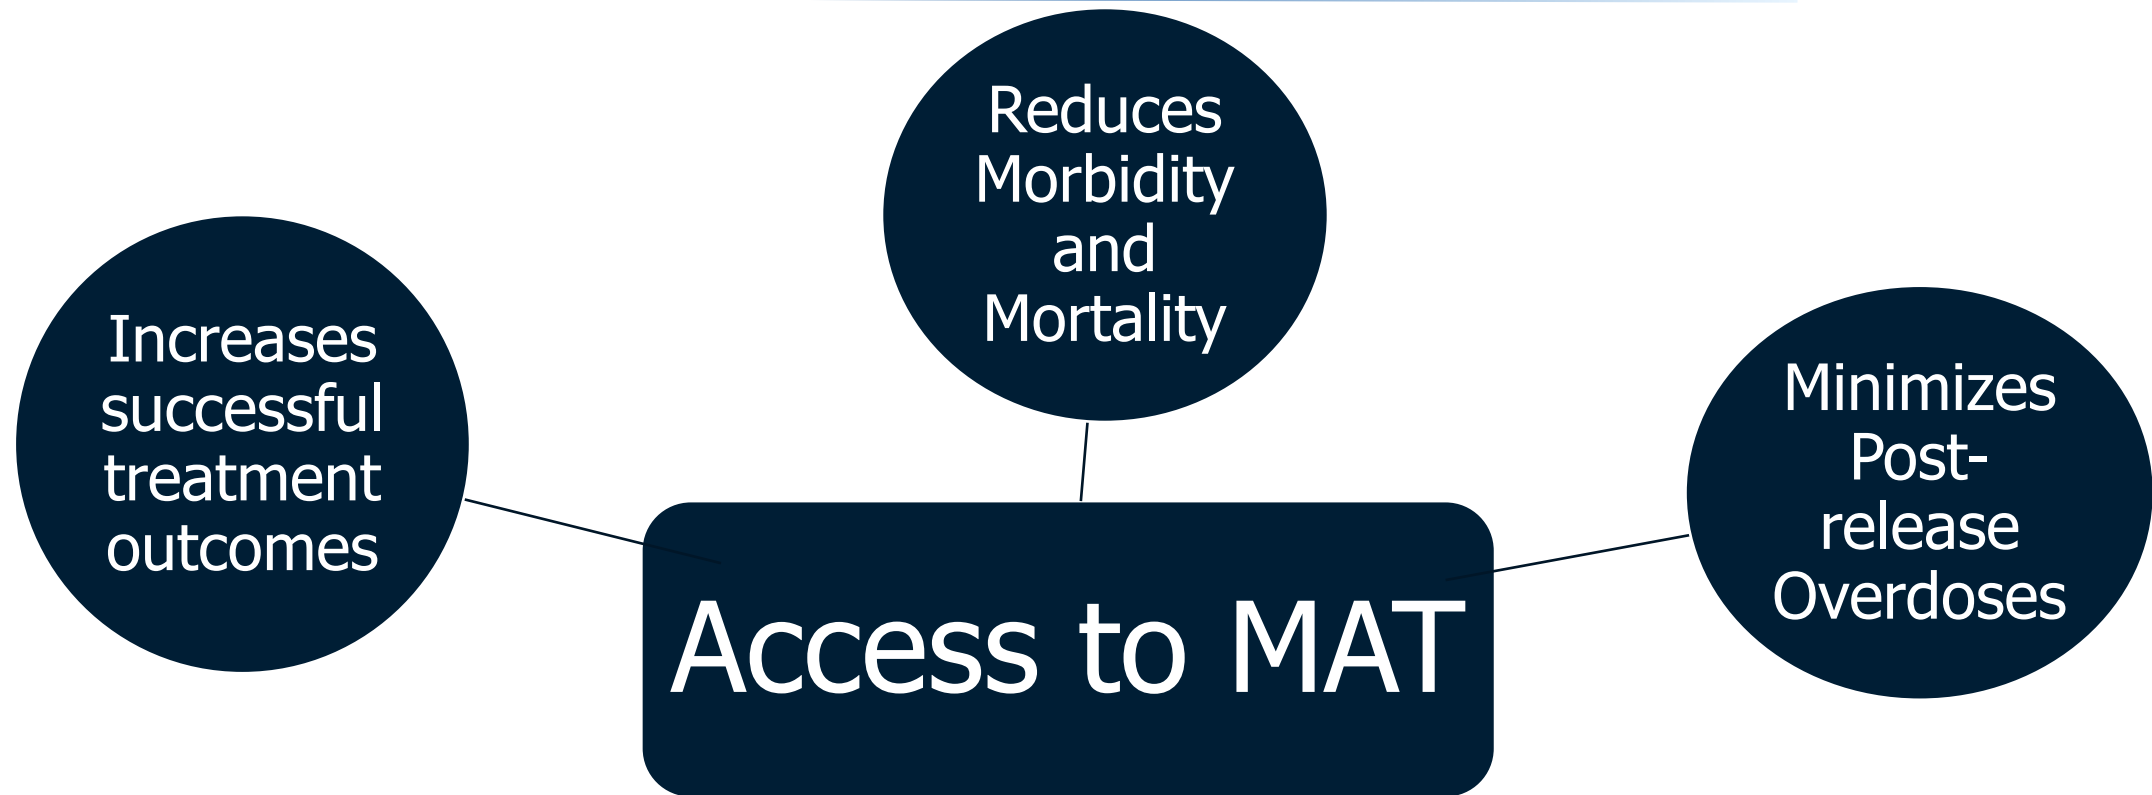 Increases
successful
treatment
outcomes
Reduces
Morbidity
and
Mortality
Minimizes
Post-
release
Overdoses
Access to MAT